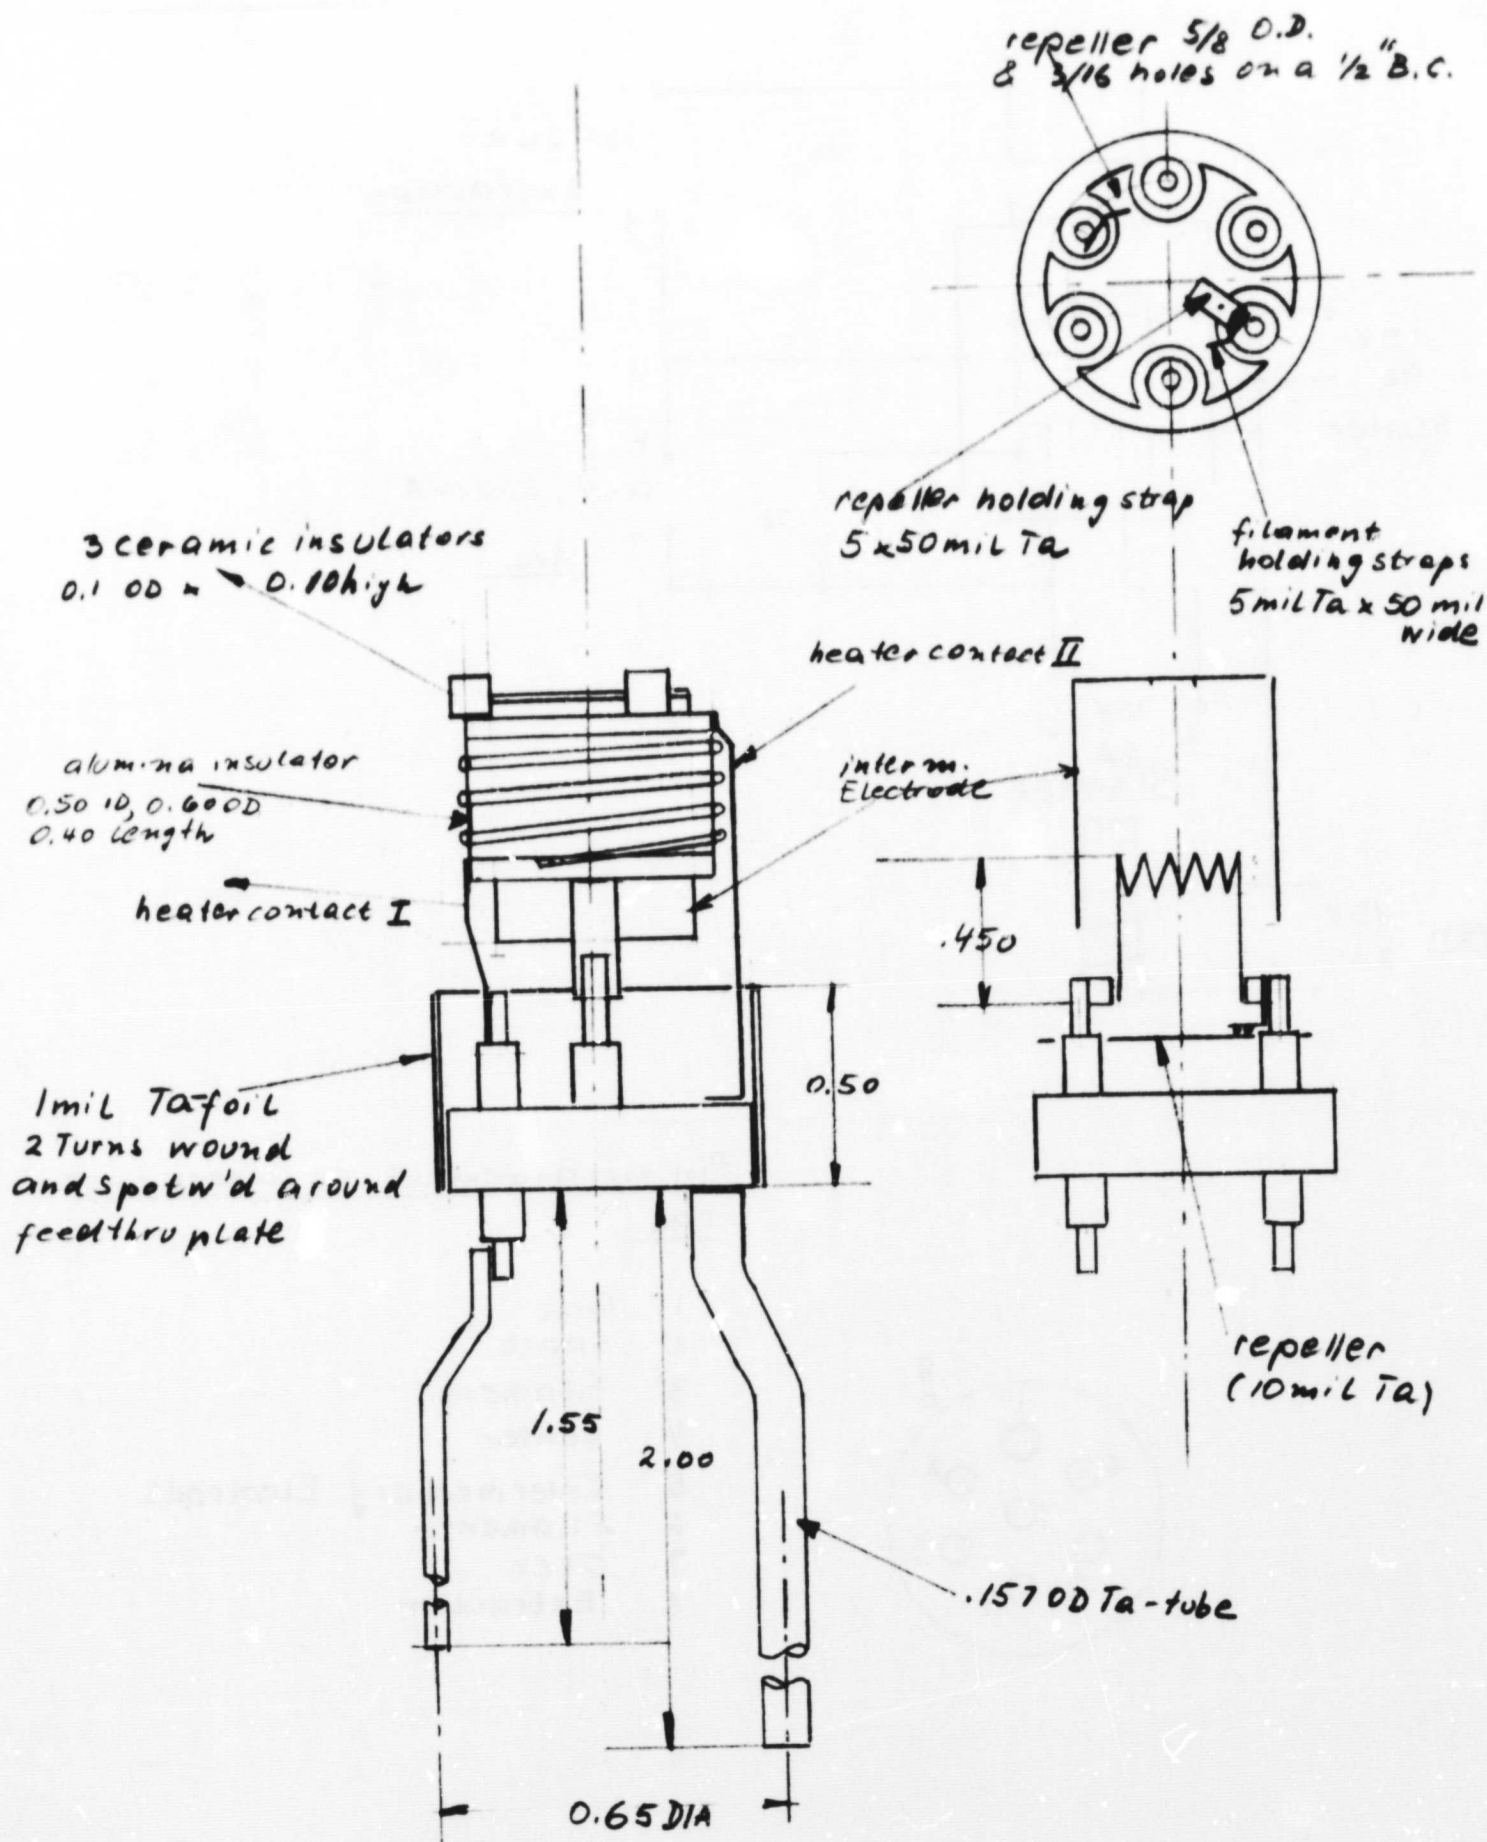 repeller 5/8 O.D.
& 3/16 holes on a 1/2" B.C.
repeller holding strap
5 x 50 mil Ta
filament
holding straps
5 mil Ta x 50 mil
wide
3 ceramic insulators
0.1 OD x 0.10 high
heater contact II
alumina insulator
0.50 ID, 0.600D
0.40 length
interm.
Electrode
heater contact I
.450
1 mil Ta-foil
2 Turns wound
and spotw'd around
feedthru plate
0.50
repeller
(10 mil Ta)
1.55
2.00
.157 OD Ta-tube
0.65 DIA